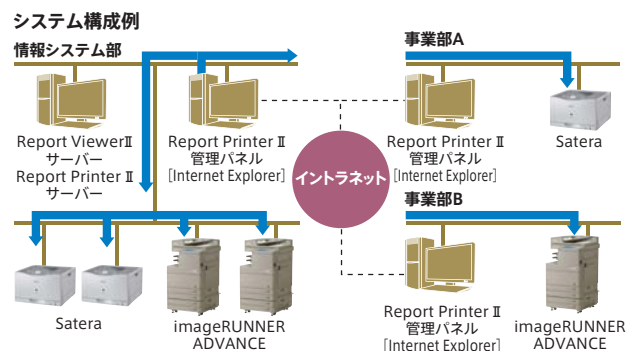 システム構成例
情報システム部
Report ViewerⅡ
サーバー
Report Printer Ⅱ
サーバー
Report Printer Ⅱ
管理パネル
[Internet Explorer]
イントラネット
事業部A
Report Printer Ⅱ
管理パネル
[Internet Explorer]
Satera
Satera
imageRUNNER
ADVANCE
事業部B
Report Printer Ⅱ
管理パネル
[Internet Explorer]
imageRUNNER
ADVANCE